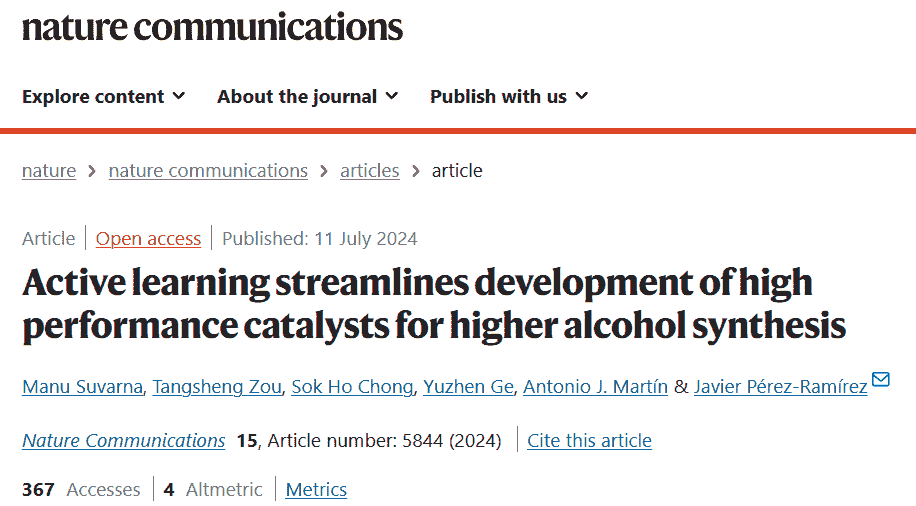 nature communications
Explore content About the journal Publish with us
nature > nature communications > articles > article
Article | Open access | Published: 11 July 2024
Active learning streamlines development of high
performance catalysts for higher alcohol synthesis
Manu Suvarna, Tangsheng Zou, Sok Ho Chong, Yuzhen Ge, Antonio J. Martín & Javier Pérez-Ramírez
Nature Communications 15, Article number: 5844 (2024) | Cite this article
367 Accesses | 4 Altmetric | Metrics